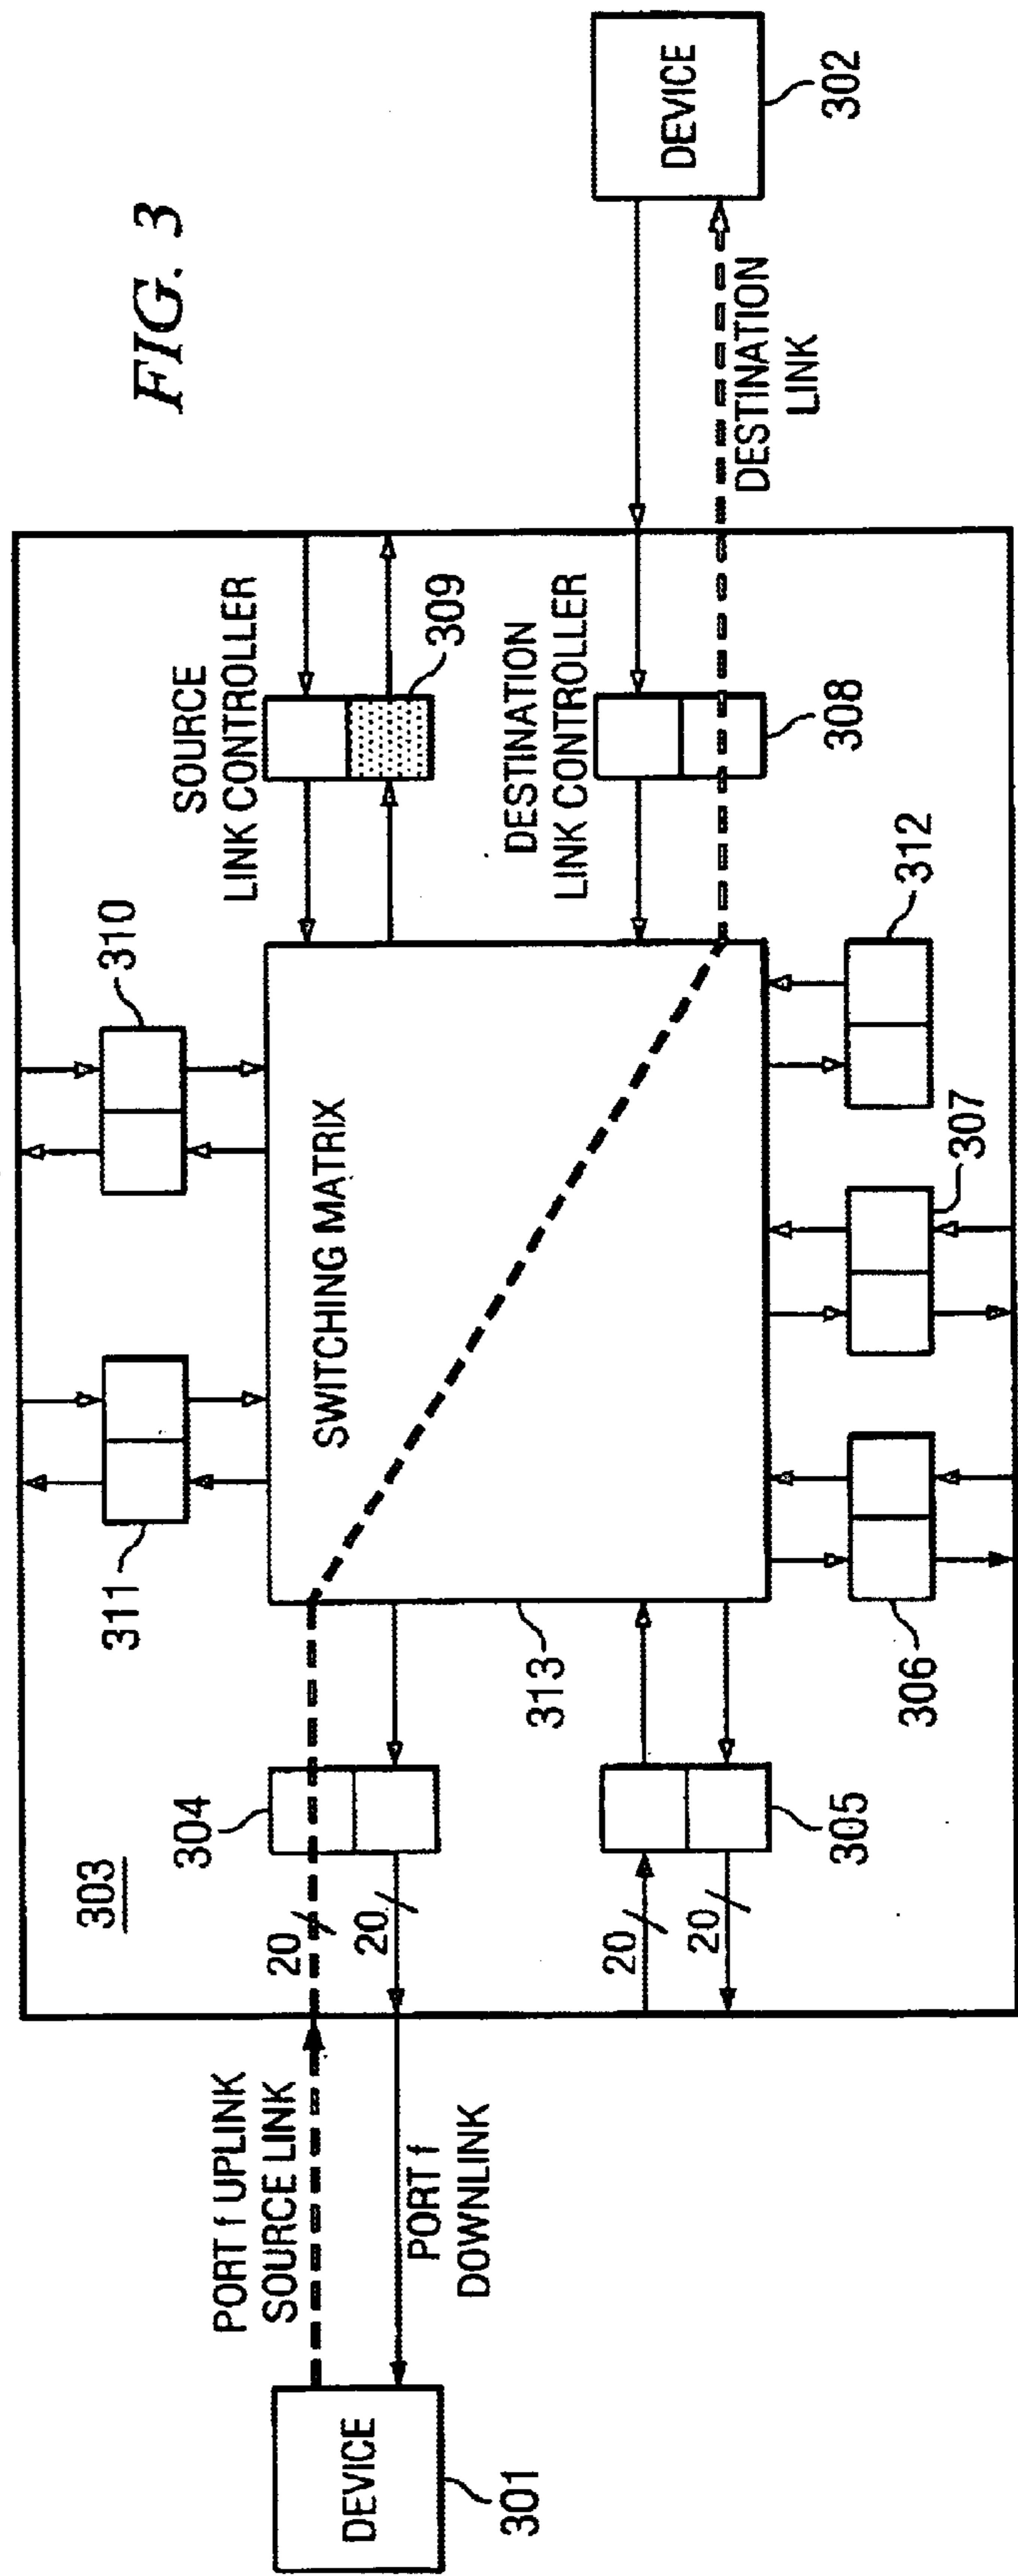 FIG. 3
303
311
310
SOURCE
LINK CONTROLLER
309
PORT f UPLINK
SOURCE LINK
20
304
20
SWITCHING MATRIX
DEVICE
301
PORT f
DOWNLINK
313
DESTINATION
LINK CONTROLLER
308
DEVICE
302
DESTINATION
LINK
20
20
305
306
307
312